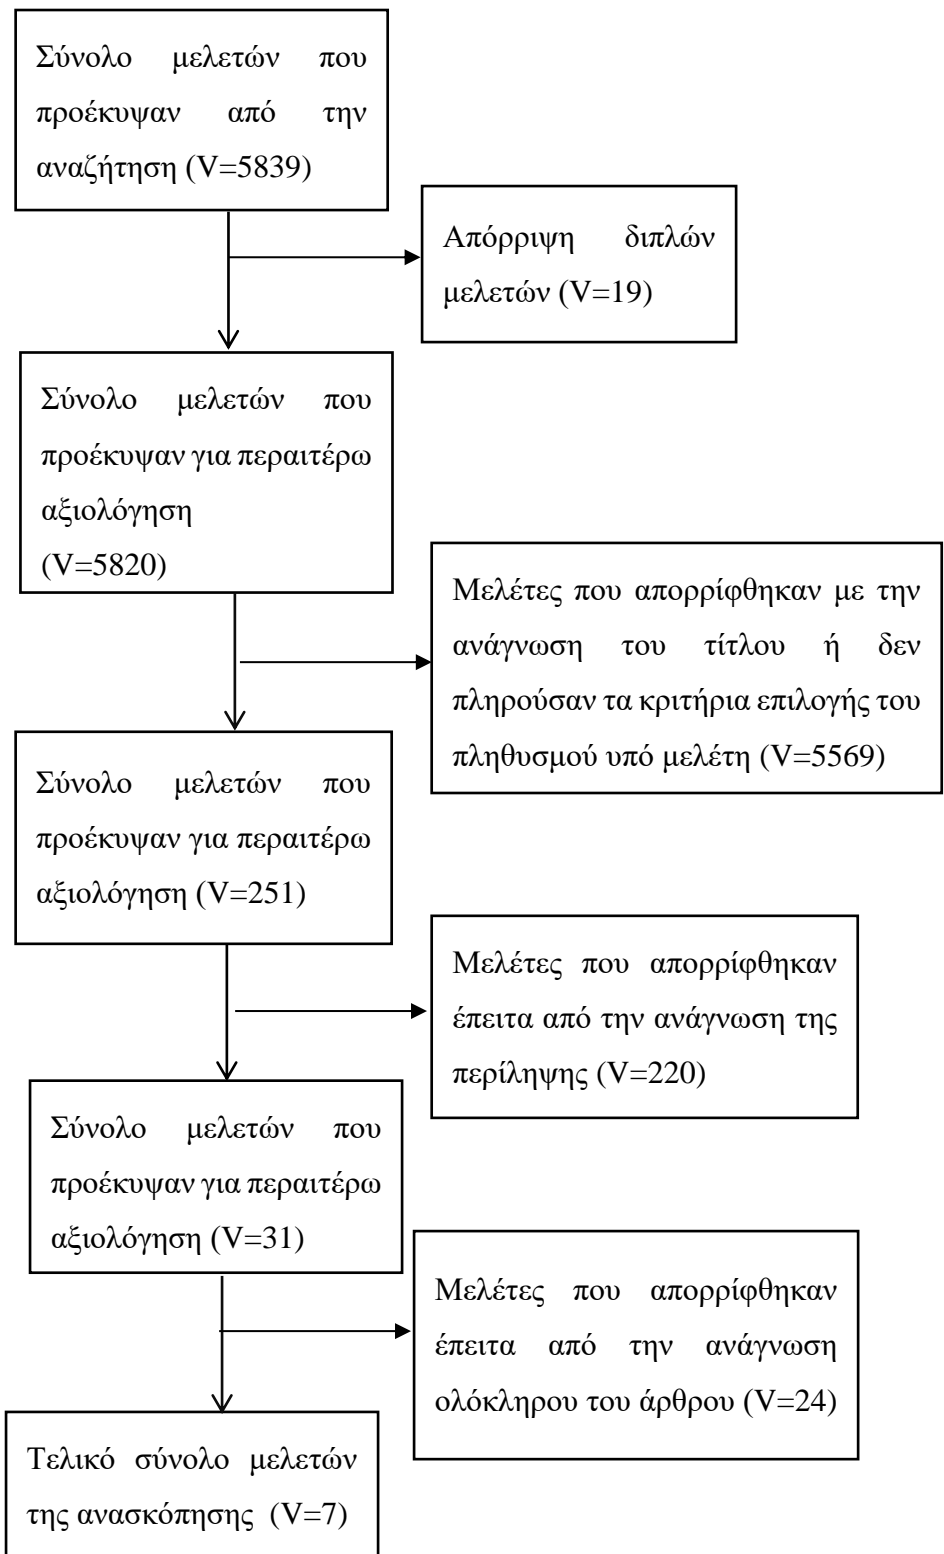 Σύνολο μελετών που
προέκυψαν από την
αναζήτηση (V=5839)
Απόρριψη διπλών
μελετών (V=19)
Σύνολο μελετών που
προέκυψαν για περαιτέρω
αξιολόγηση
(V=5820)
Μελέτες που απορρίφθηκαν με την
ανάγνωση του τίτλου ή δεν
πληρούσαν τα κριτήρια επιλογής του
πληθυσμού υπό μελέτη (V=5569)
Σύνολο μελετών που
προέκυψαν για περαιτέρω
αξιολόγηση (V=251)
Μελέτες που απορρίφθηκαν
έπειτα από την ανάγνωση της
περίληψης (V=220)
Σύνολο μελετών που
προέκυψαν για περαιτέρω
αξιολόγηση (V=31)
Μελέτες που απορρίφθηκαν
έπειτα από την ανάγνωση
ολόκληρου του άρθρου (V=24)
Τελικό σύνολο μελετών
της ανασκόπησης (V=7)